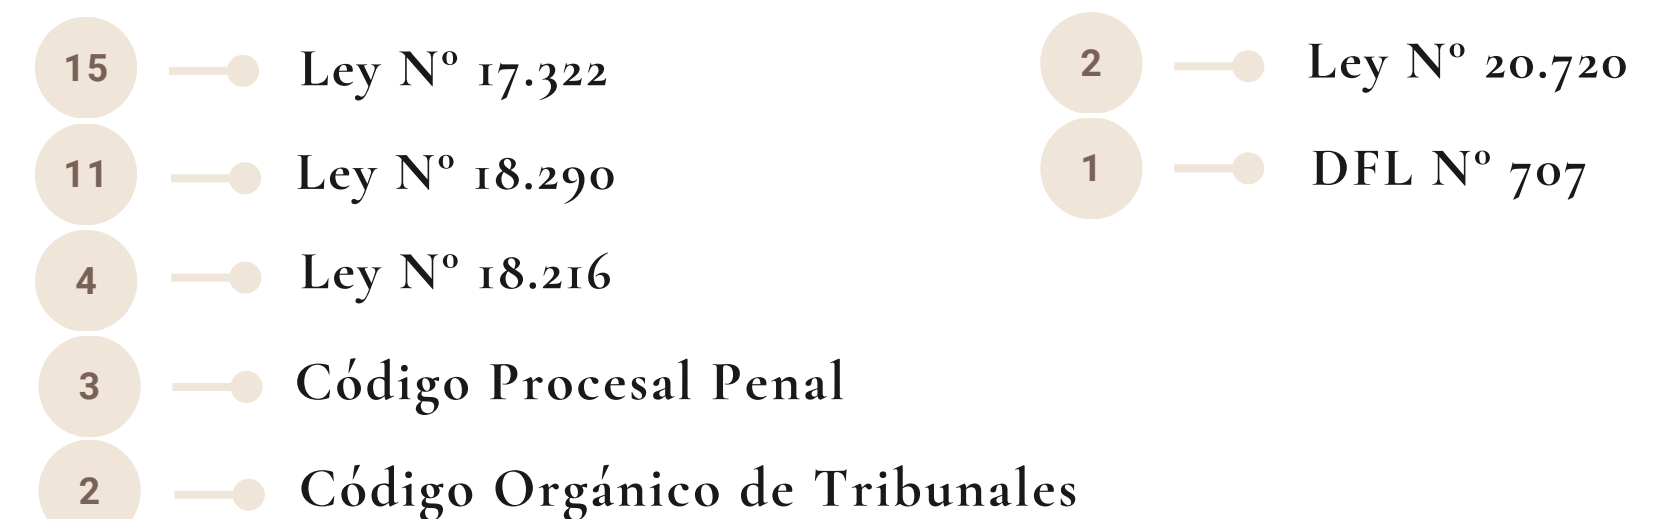 15 Ley Nº 17.322
11 Ley Nº 18.290
4 Ley Nº 18.216
3 Código Procesal Penal
2 Código Orgánico de Tribunales
2 Ley Nº 20.720
1 DFL Nº 707